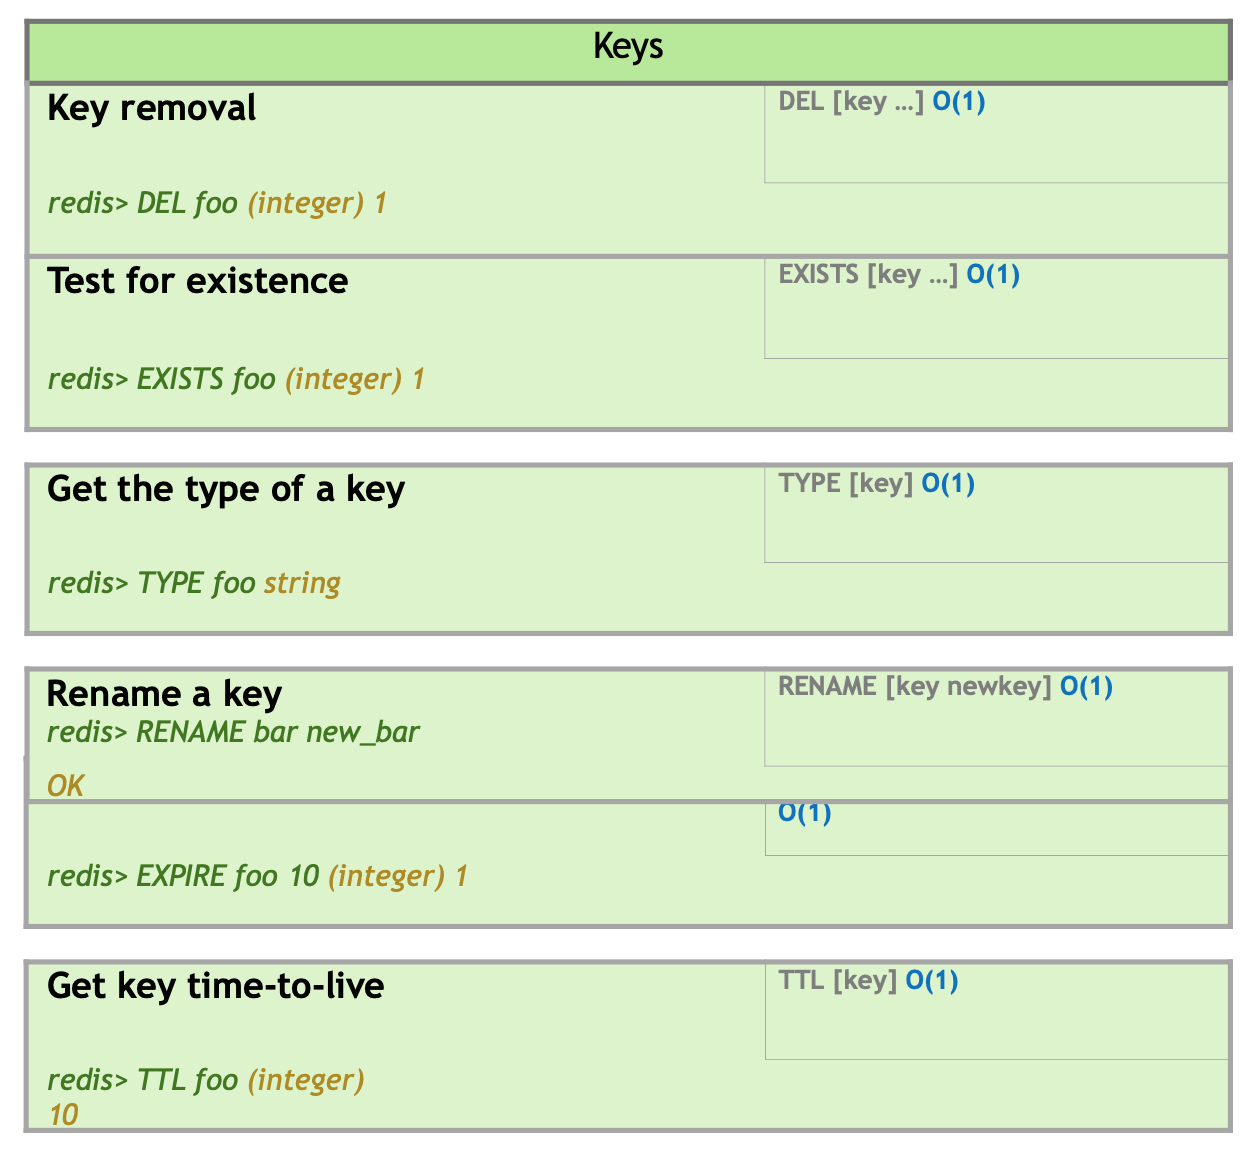 Keys
Key removal
DEL [key …] O(1)
redis> DEL foo (integer) 1
Test for existence
EXISTS [key …] O(1)
redis> EXISTS foo (integer) 1
Get the type of a key
TYPE [key] O(1)
redis> TYPE foo string
Rename a key
RENAME [key newkey] O(1)
redis> RENAME bar new_bar
OK
O(1)
redis> EXPIRE foo 10 (integer) 1
Get key time-to-live
TTL [key] O(1)
redis> TTL foo (integer)
10